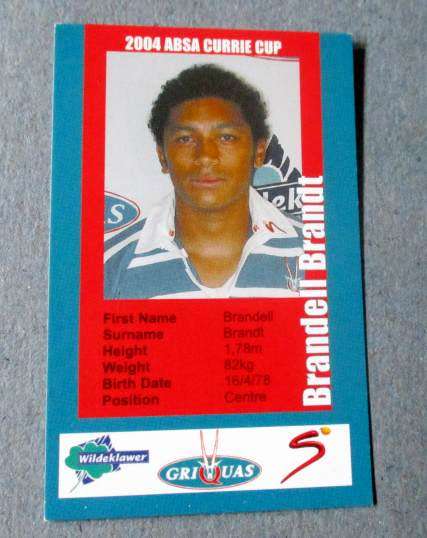 2004 ABSA CURRIE CUP
Brandell Brandt
First Name Brandell
Surname Brandt
Height 1,78m
Weight 82kg
Birth Date 16/4/78
Position Centre
Wildeklawer
GRIQUAS